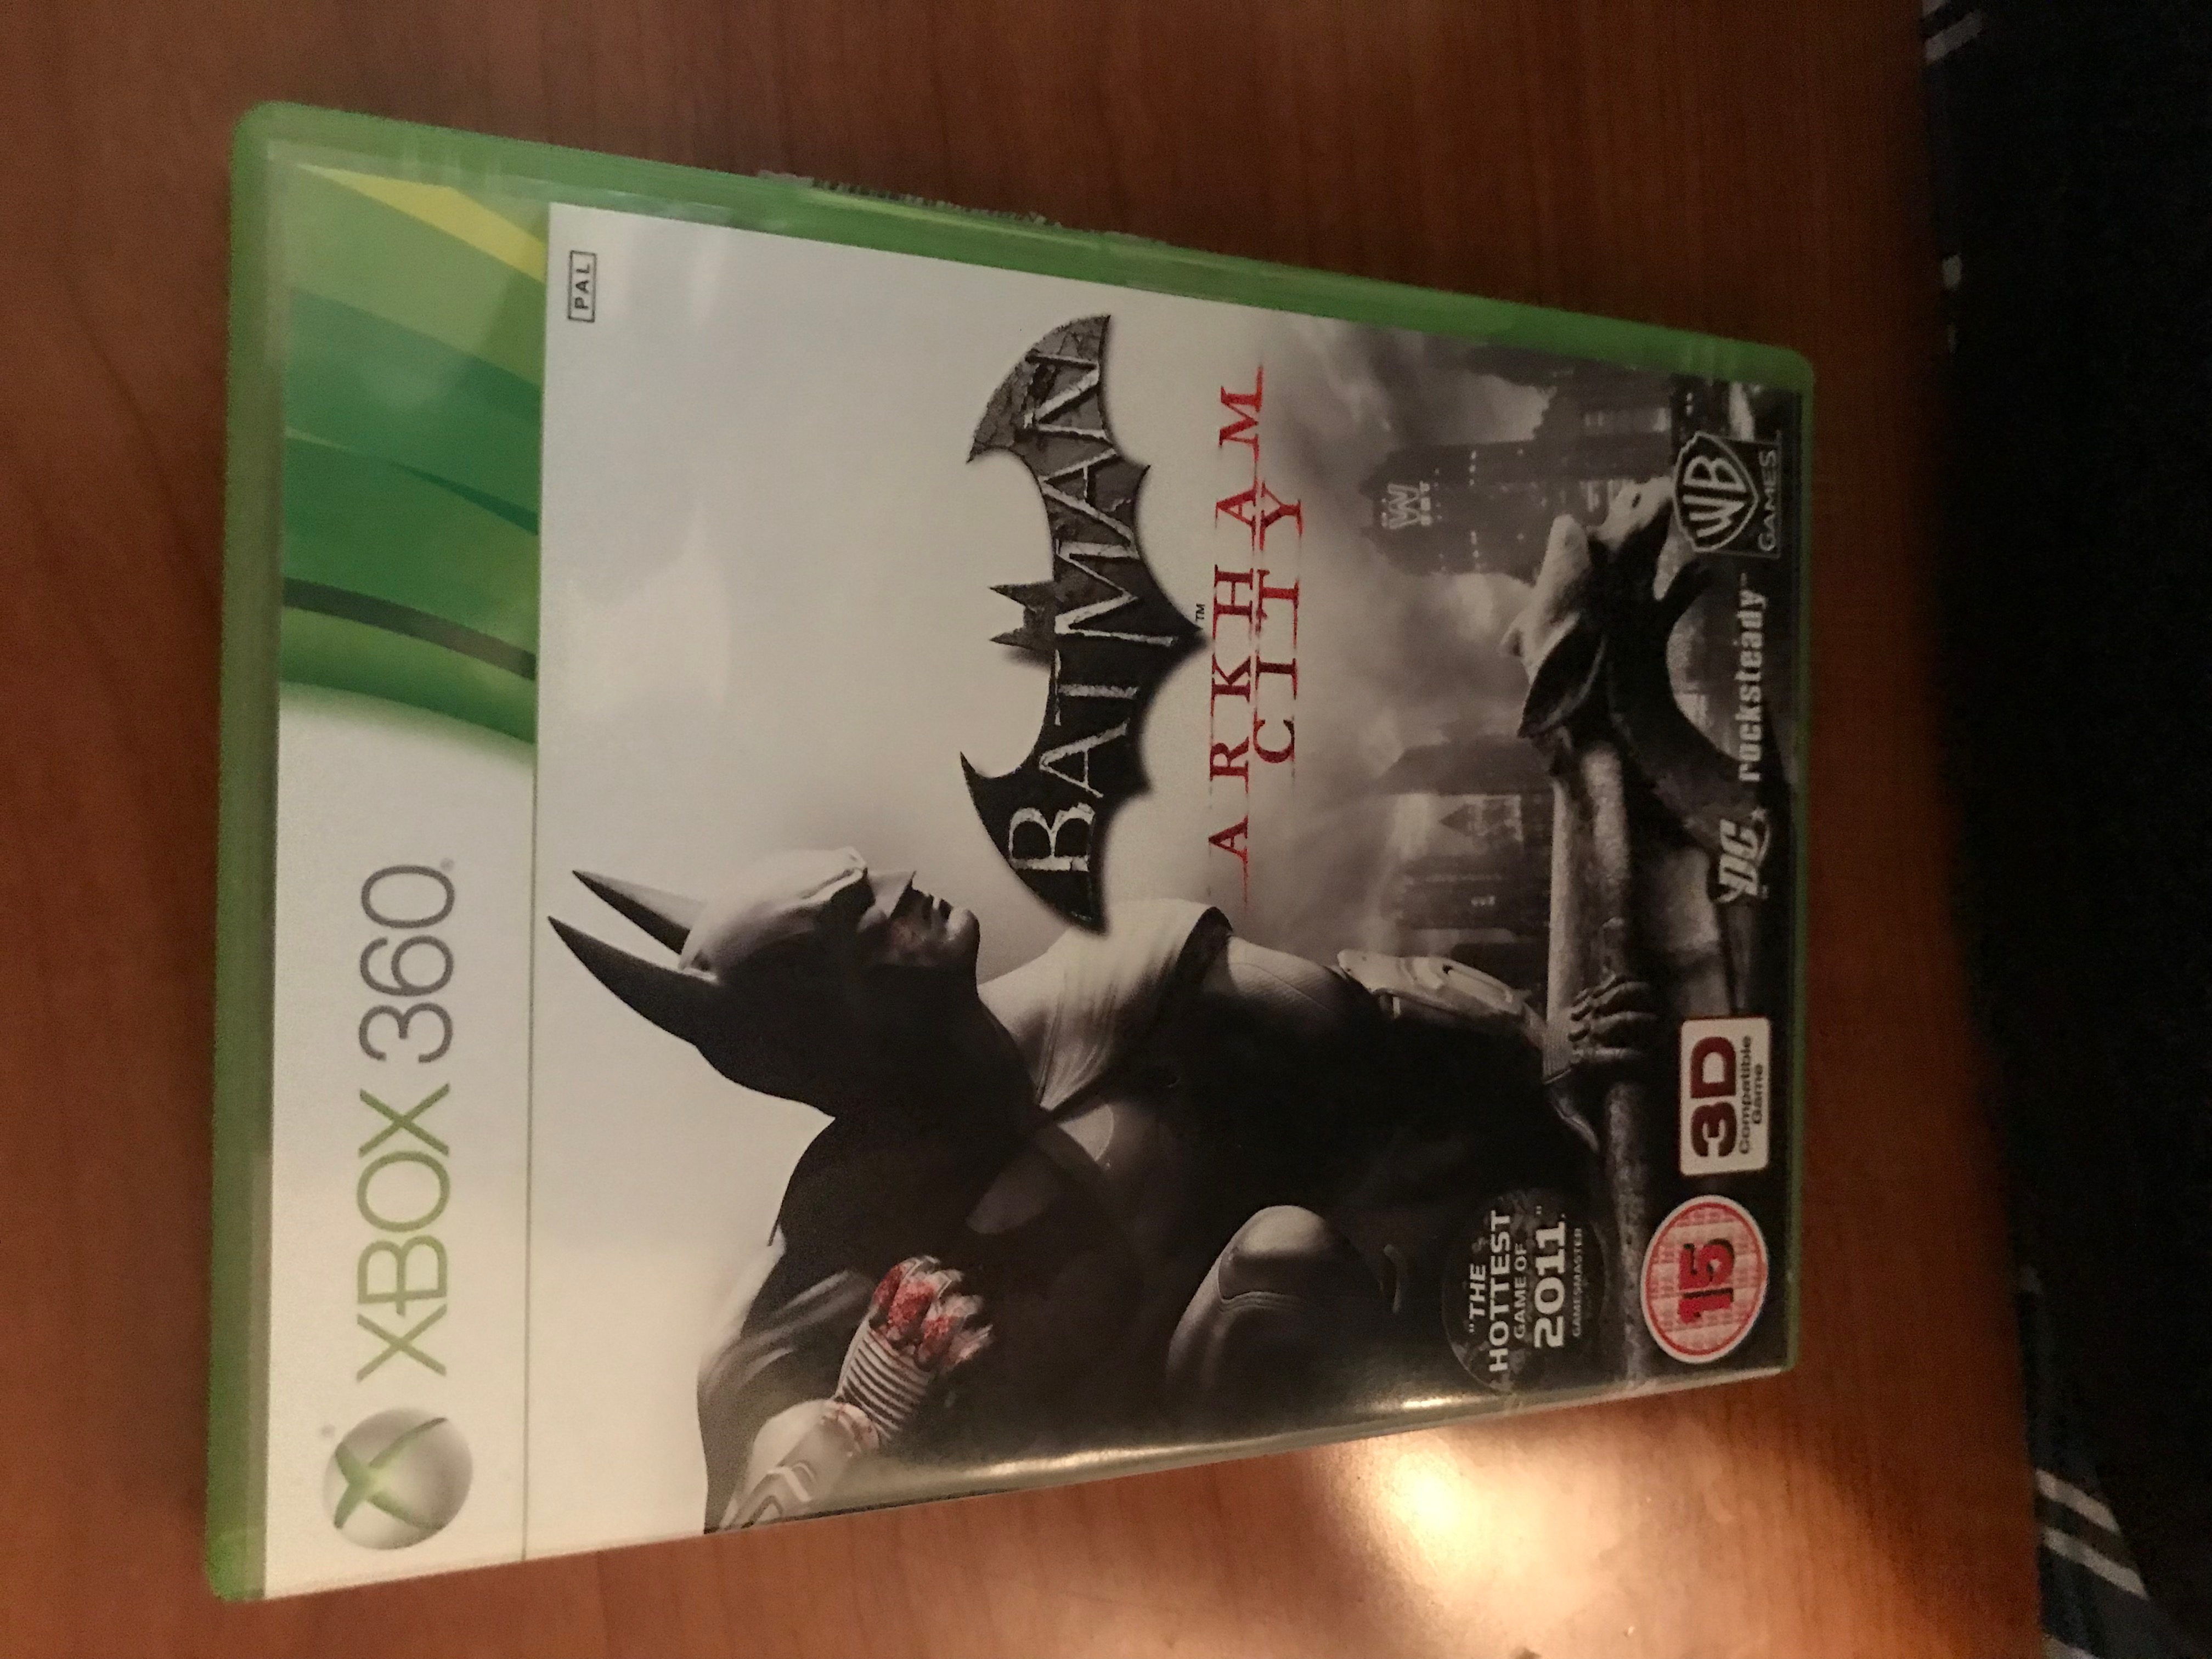 XBOX 360
PAL
BATMAN
ARKHAM
CITY
™
"THE
HOTTEST
GAME OF
2011"
GAMESMASTER
15
3D
Compatible
Game
DC
rocksteady™
WB
GAMES